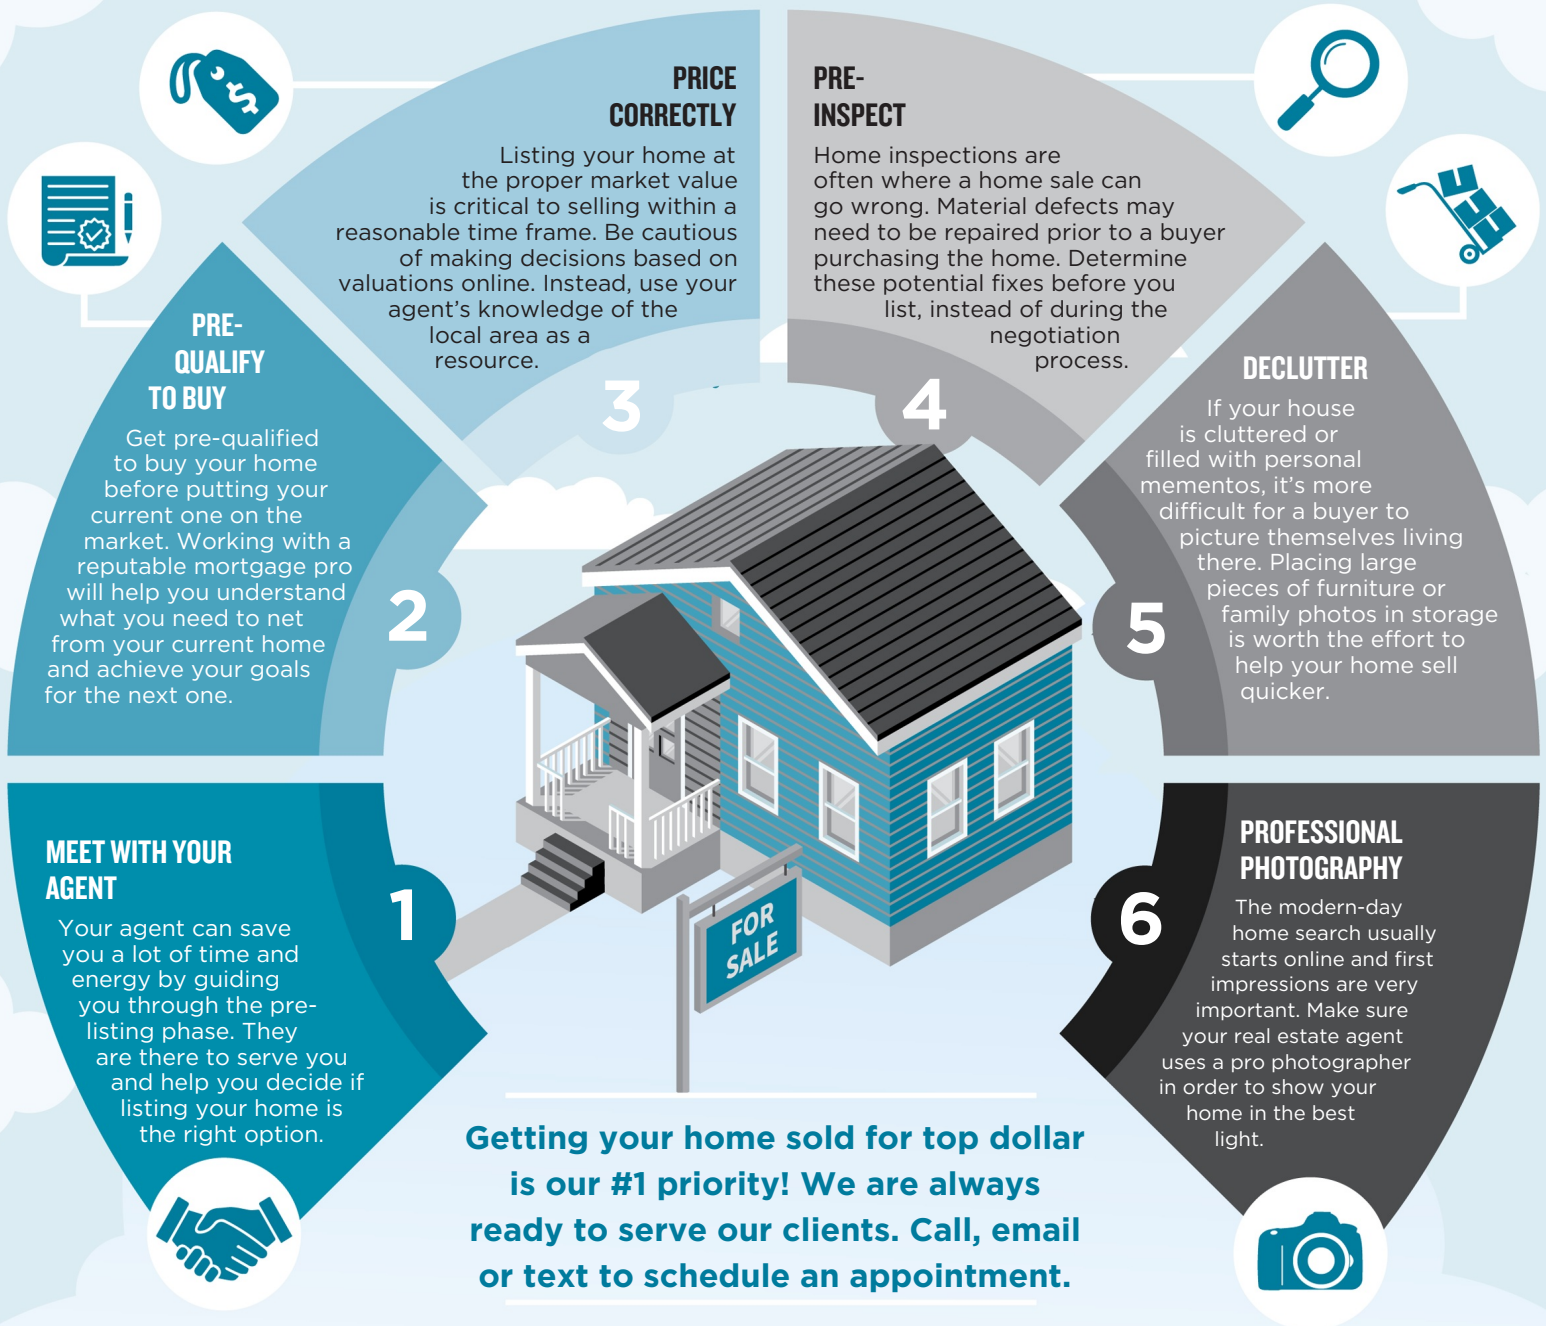 MEET WITH YOUR
AGENT
Your agent can save
you a lot of time and
energy by guiding
you through the pre-
listing phase. They
are there to serve you
and help you decide if
listing your home is
the right option.
1
PRE-
QUALIFY
TO BUY
Get pre-qualified
to buy your home
before putting your
current one on the
market. Working with a
reputable mortgage pro
will help you understand
what you need to net
from your current home
and achieve your goals
for the next one.
2
PRICE
CORRECTLY
Listing your home at
the proper market value
is critical to selling within a
reasonable time frame. Be cautious
of making decisions based on
valuations online. Instead, use your
agent's knowledge of the
local area as a
resource.
3
PRE-
INSPECT
Home inspections are
often where a home sale can
go wrong. Material defects may
need to be repaired prior to a buyer
purchasing the home. Determine
these potential fixes before you
list, instead of during the
negotiation
process.
4
DECLUTTER
If your house
is cluttered or
filled with personal
mementos, it's more
difficult for a buyer to
picture themselves living
there. Placing large
pieces of furniture or
family photos in storage
is worth the effort to
help your home sell
quicker.
5
PROFESSIONAL
PHOTOGRAPHY
The modern-day
home search usually
starts online and first
impressions are very
important. Make sure
your real estate agent
uses a pro photographer
in order to show your
home in the best
light.
6
$
FOR
SALE
Getting your home sold for top dollar
is our #1 priority! We are always
ready to serve our clients. Call, email
or text to schedule an appointment.